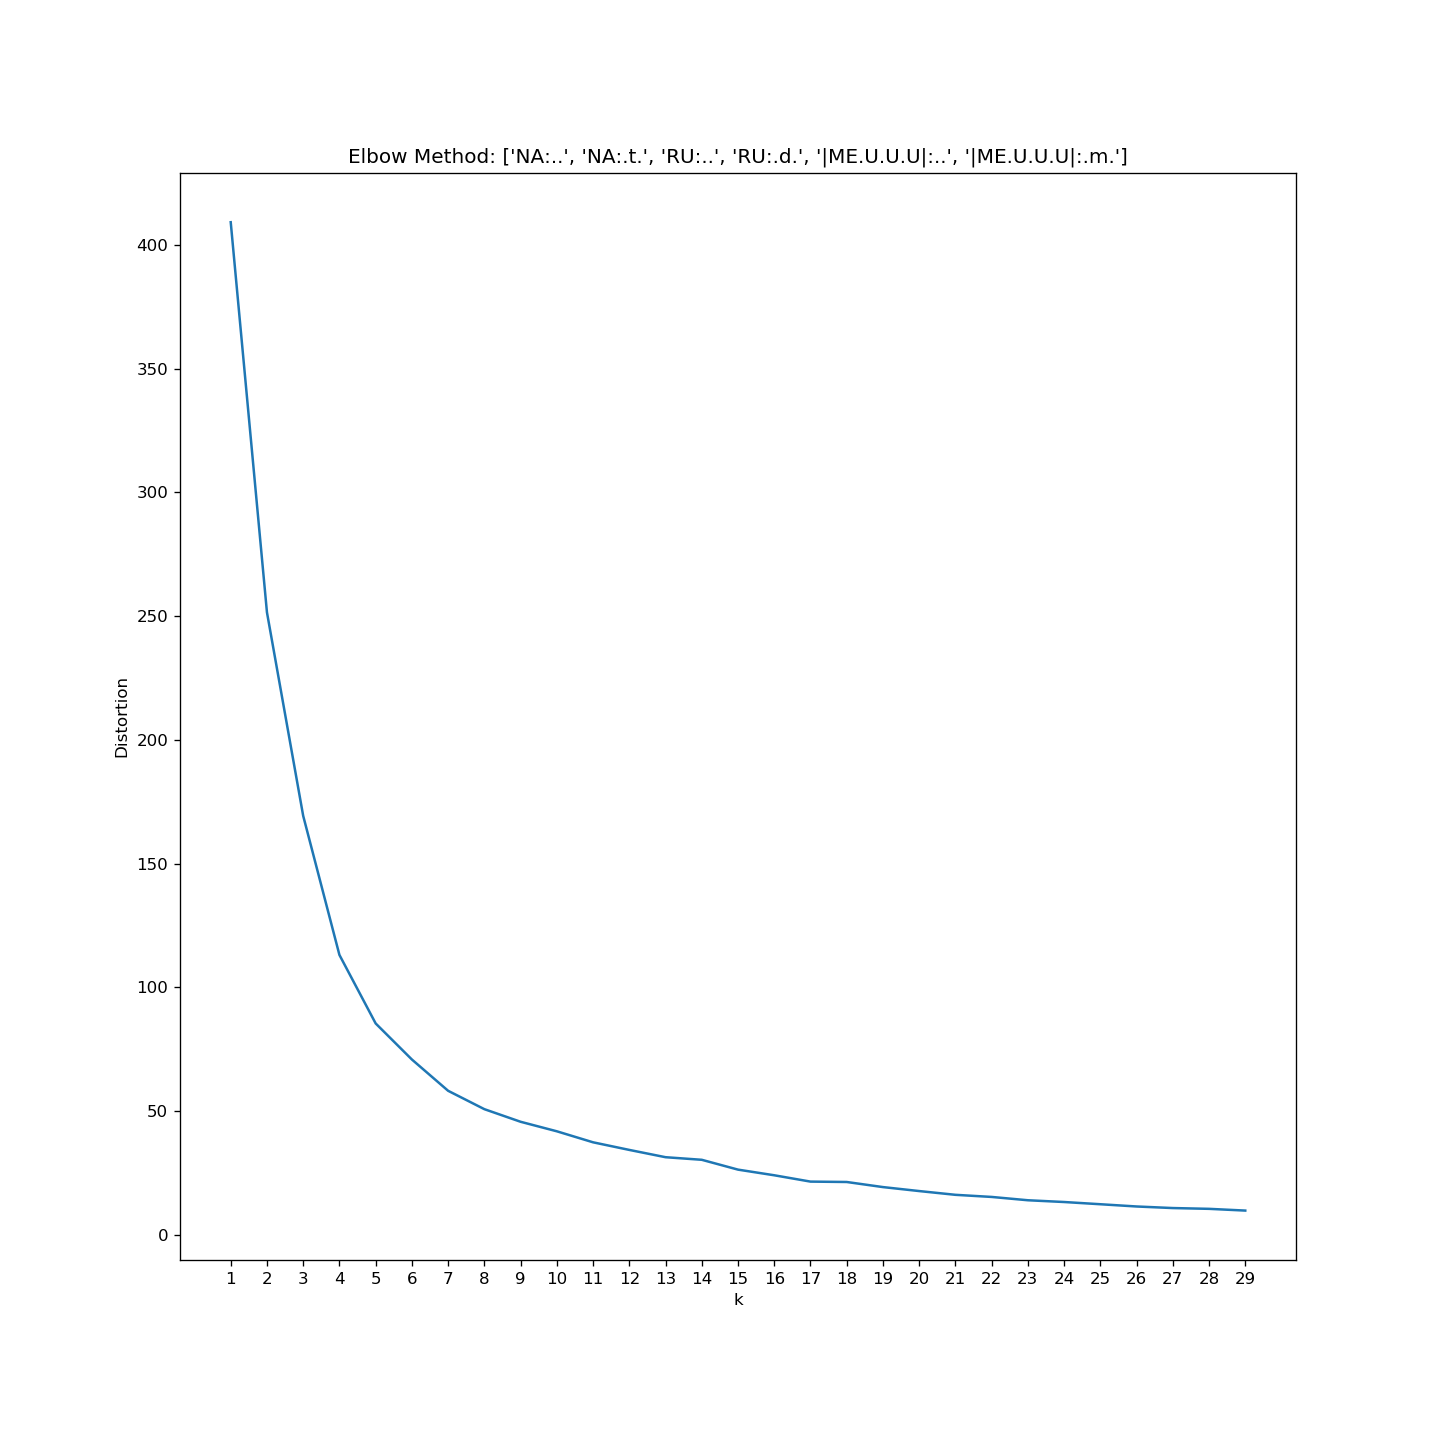 Elbow Method: ['NA:..', 'NA:.t.', 'RU:..', 'RU:.d.', '|ME.U.U.U|:..', '|ME.U.U.U|:.m.']
400
350
300
250
200
150
100
50
0
Distortion
1 2 3 4 5 6 7 8 9 10 11 12 13 14 15 16 17 18 19 20 21 22 23 24 25 26 27 28 29
k